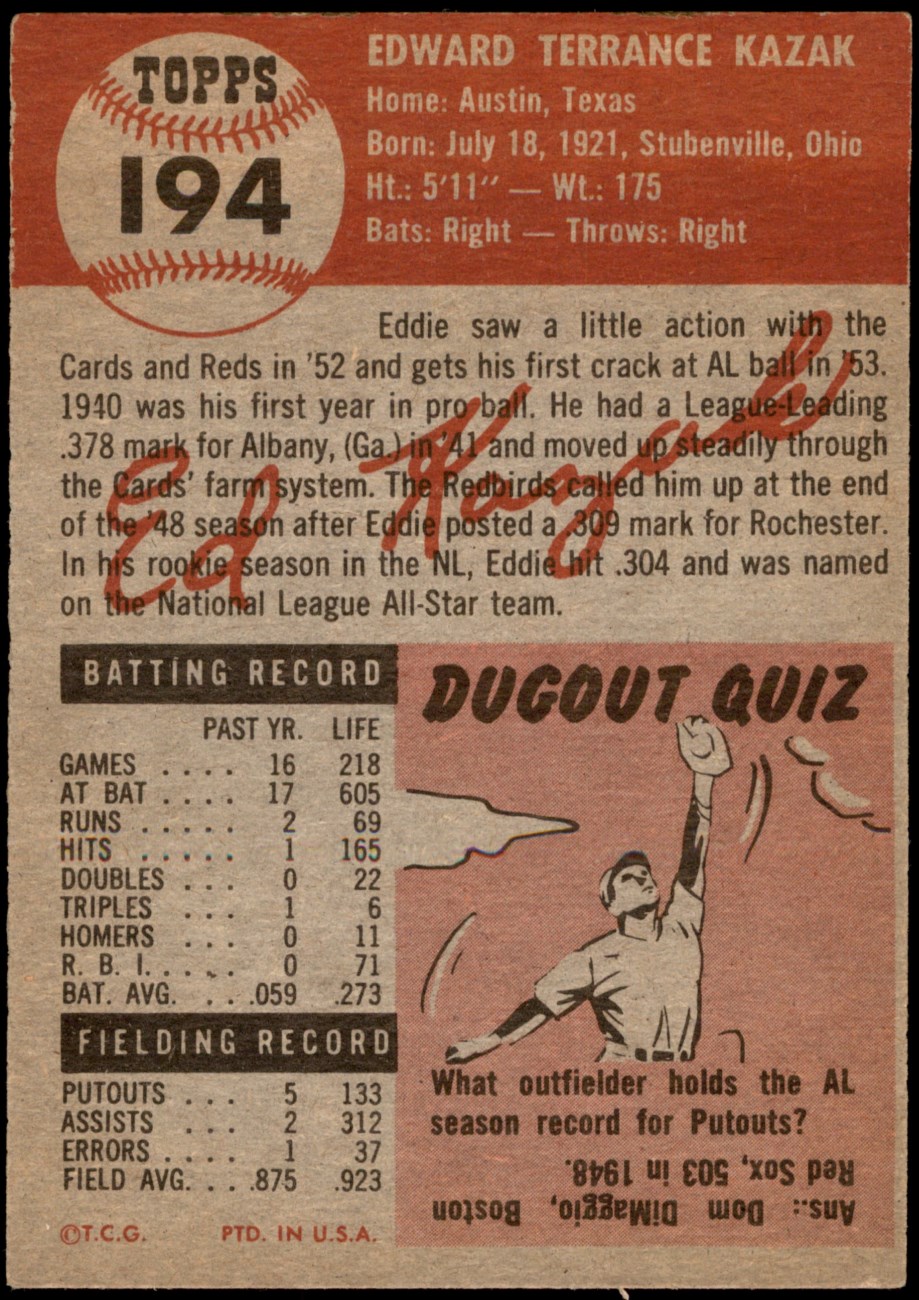 TOPPS
194
EDWARD TERRANCE KAZAK
Home: Austin, Texas
Born: July 18, 1921, Stubenville, Ohio
Ht.: 5'11" — Wt.: 175
Bats: Right — Throws: Right
Eddie saw a little action with the
Cards and Reds in '52 and gets his first crack at AL ball in '53.
1940 was his first year in pro ball. He had a League-Leading
.378 mark for Albany, (Ga.) in '41 and moved up steadily through
the Cards' farm system. The Redbirds called him up at the end
of the '48 season after Eddie posted a .309 mark for Rochester.
In his rookie season in the NL, Eddie hit .304 and was named
on the National League All-Star team.
Ed Kazak
BATTING RECORD
PAST YR. LIFE
GAMES .... 16 218
AT BAT .... 17 605
RUNS ..... 2 69
HITS ..... 1 165
DOUBLES ... 0 22
TRIPLES ... 1 6
HOMERS ... 0 11
R. B. I. .... 0 71
BAT. AVG. ... .059 .273
FIELDING RECORD
PUTOUTS ... 5 133
ASSISTS ... 2 312
ERRORS .... 1 37
FIELD AVG. ... .875 .923
©T.C.G. PTD. IN U.S.A.
DUGOUT QUIZ
What outfielder holds the AL
season record for Putouts?
Ans.: Dom DiMaggio, Boston
Red Sox, 503 in 1948.